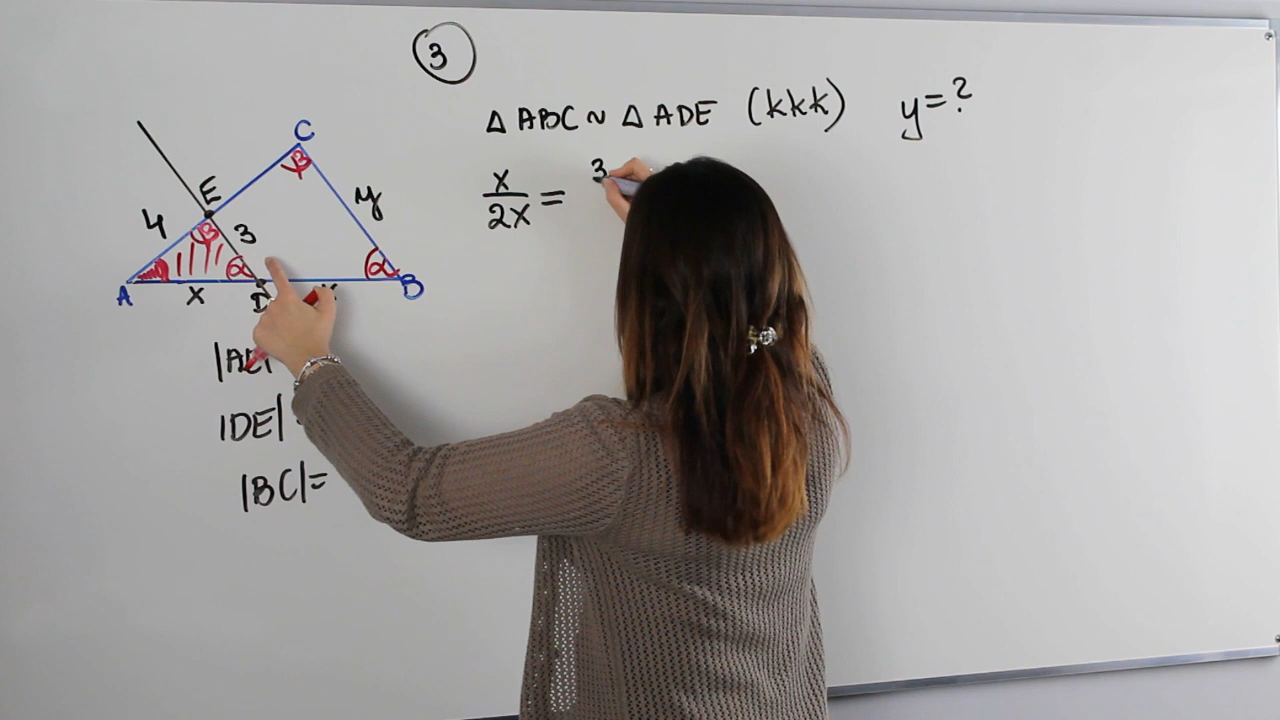 3
△ ABC ~ △ ADE (kkk) y=?
x/2x = 3
C
E
4
3
y
β
β
α
α
A
x
D
B
|DE|
|BC|=